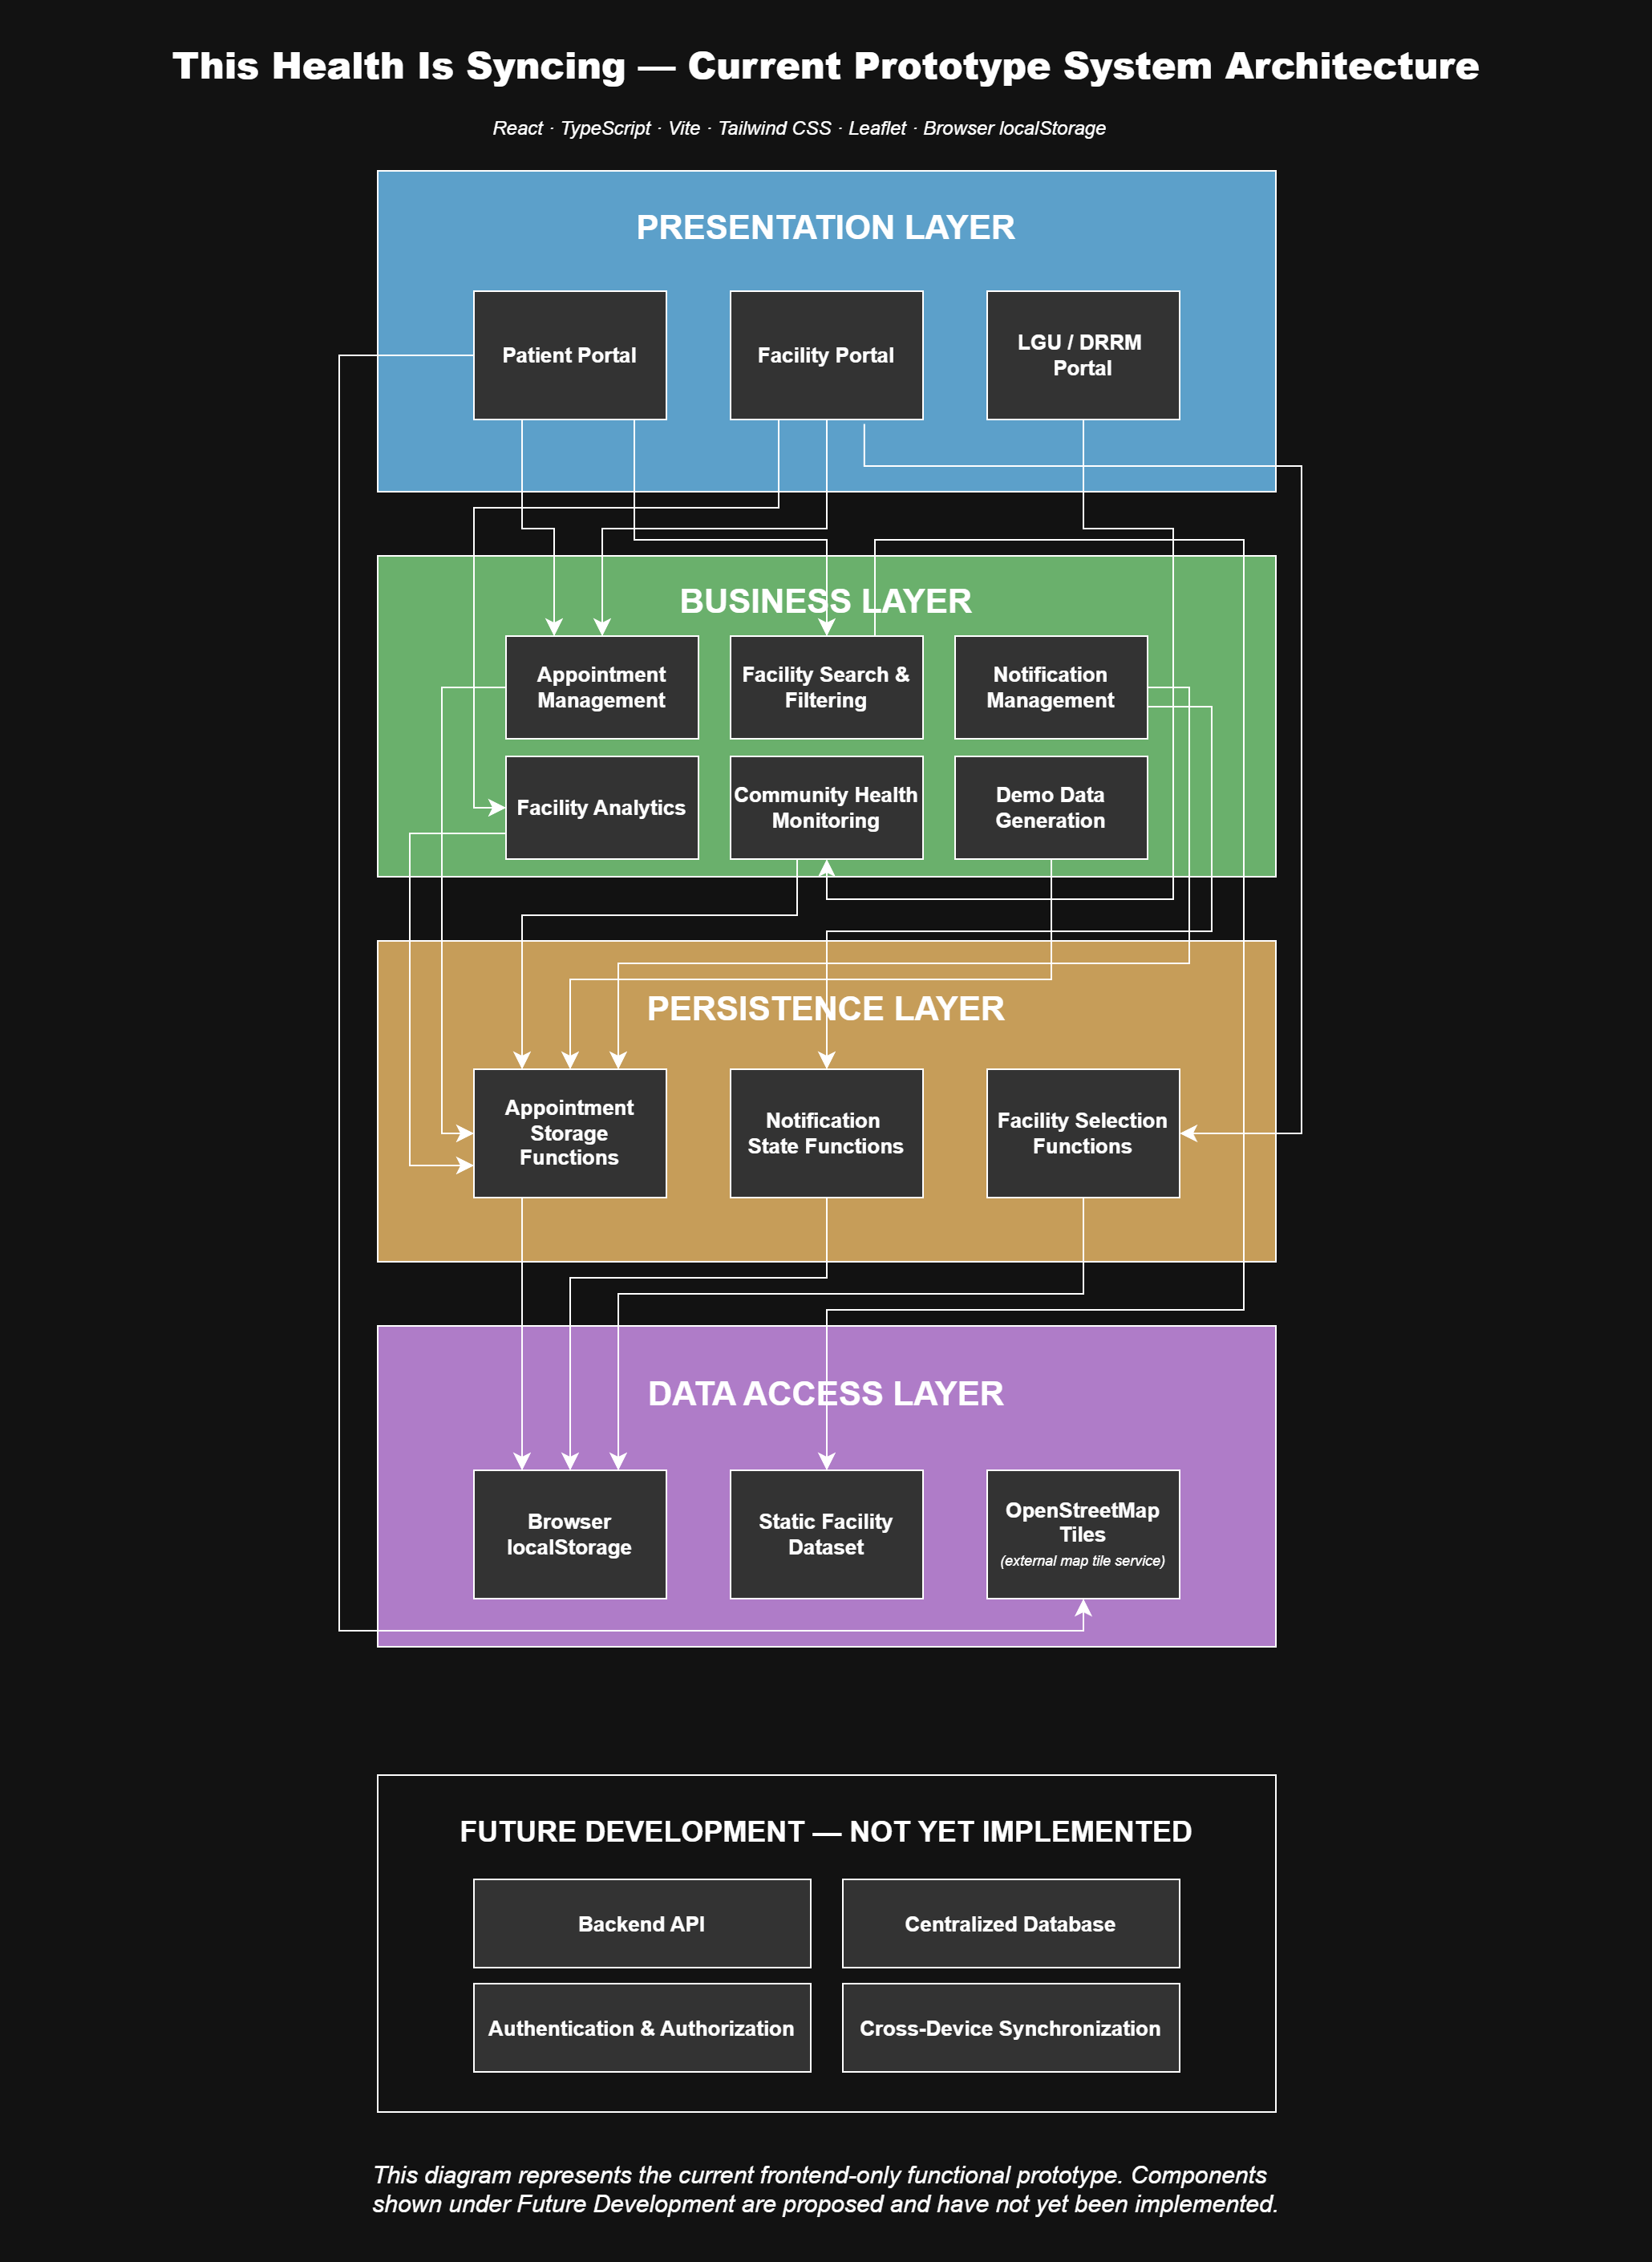 This Health Is Syncing — Current Prototype System Architecture
React · TypeScript · Vite · Tailwind CSS · Leaflet · Browser localStorage
PRESENTATION LAYER
Patient Portal
Facility Portal
LGU / DRRM
Portal
BUSINESS LAYER
Appointment
Management
Facility Search &
Filtering
Notification
Management
Facility Analytics
Community Health
Monitoring
Demo Data
Generation
PERSISTENCE LAYER
Appointment
Storage
Functions
Notification
State Functions
Facility Selection
Functions
DATA ACCESS LAYER
Browser
localStorage
Static Facility
Dataset
OpenStreetMap
Tiles
(external map tile service)
FUTURE DEVELOPMENT — NOT YET IMPLEMENTED
Backend API
Centralized Database
Authentication & Authorization
Cross-Device Synchronization
This diagram represents the current frontend-only functional prototype. Components
shown under Future Development are proposed and have not yet been implemented.